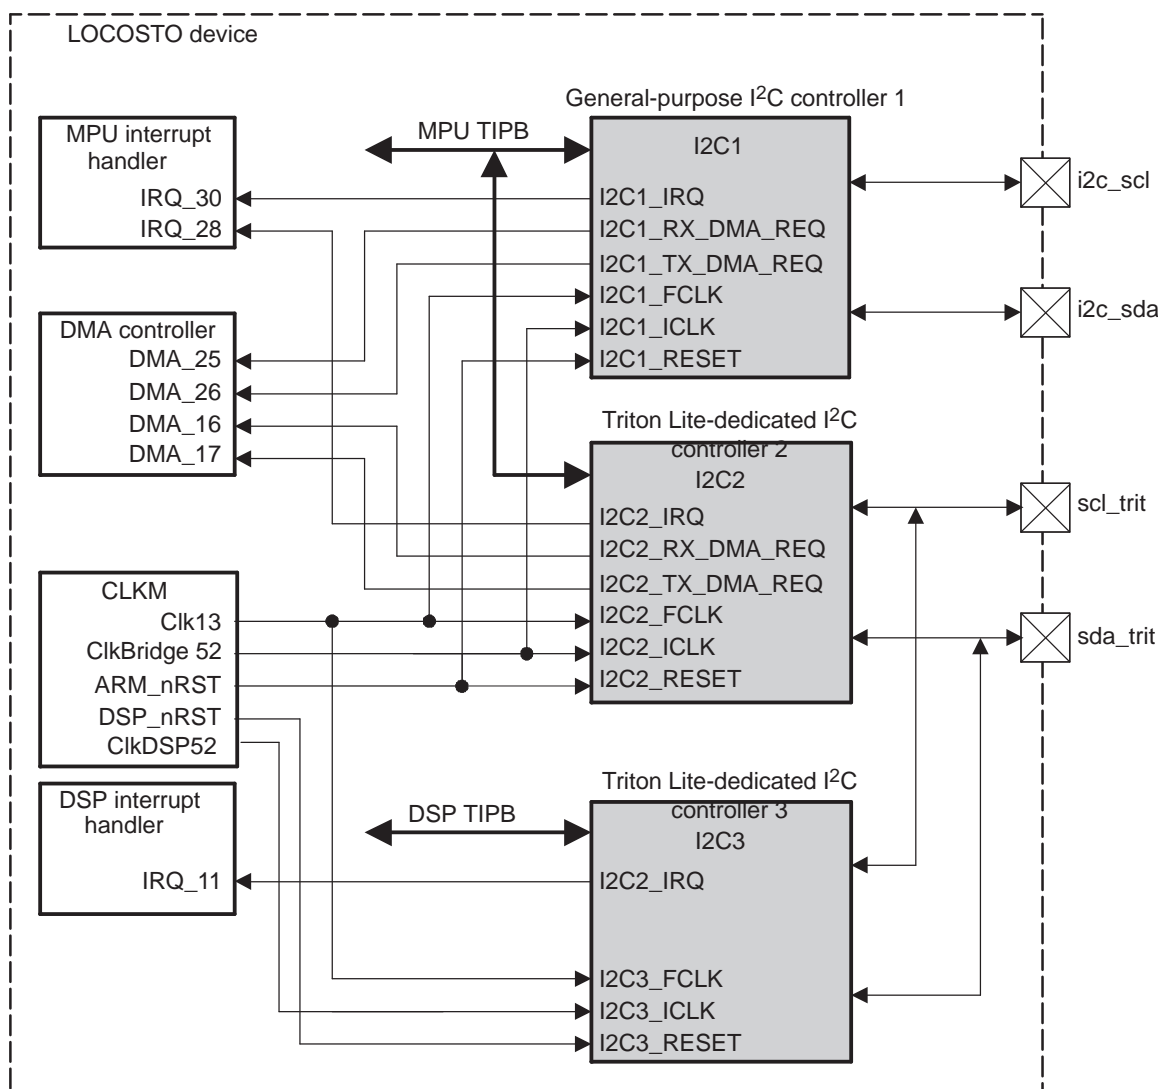 LOCOSTO device
General-purpose I2C controller 1
MPU interrupt
handler
IRQ_30
IRQ_28
MPU TIPB
I2C1
I2C1_IRQ
I2C1_RX_DMA_REQ
I2C1_TX_DMA_REQ
I2C1_FCLK
I2C1_ICLK
I2C1_RESET
i2c_scl
i2c_sda
DMA controller
DMA_25
DMA_26
DMA_16
DMA_17
Triton Lite-dedicated I2C
controller 2
I2C2
I2C2_IRQ
I2C2_RX_DMA_REQ
I2C2_TX_DMA_REQ
I2C2_FCLK
I2C2_ICLK
I2C2_RESET
scl_trit
sda_trit
CLKM
Clk13
ClkBridge 52
ARM_nRST
DSP_nRST
ClkDSP52
DSP interrupt
handler
IRQ_11
DSP TIPB
Triton Lite-dedicated I2C
controller 3
I2C3
I2C2_IRQ
I2C3_FCLK
I2C3_ICLK
I2C3_RESET